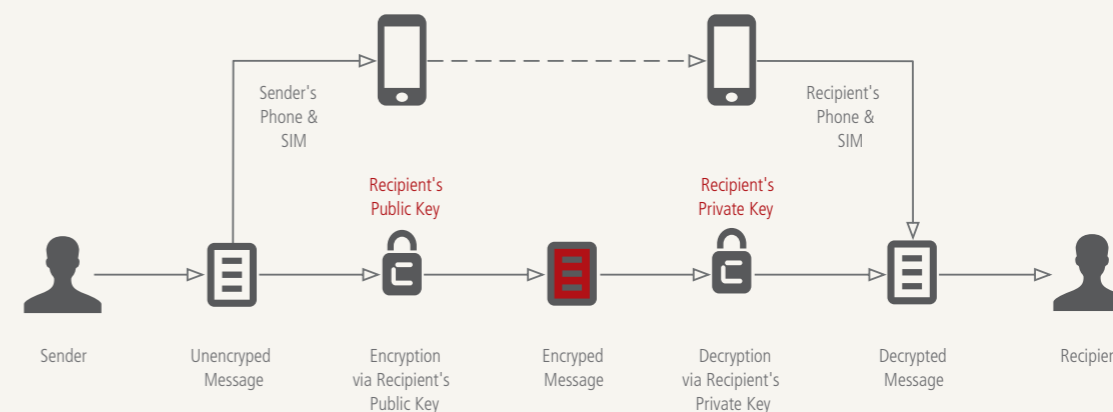 Sender's
Phone &
SIM
Recipient's
Phone &
SIM
Recipient's
Public Key
Recipient's
Private Key
Sender
Unencryped
Message
Encryption
via Recipient's
Public Key
Encryped
Message
Decryption
via Recipient's
Private Key
Decrypted
Message
Recipien